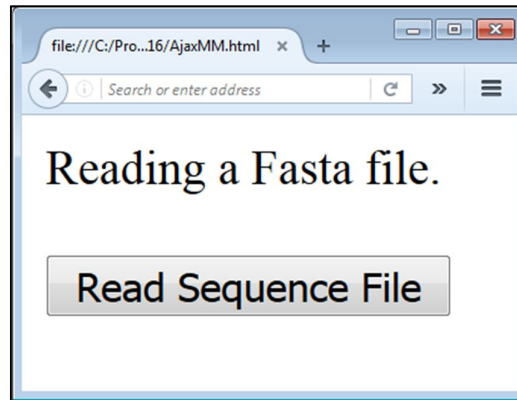 file:///C:/Pro...16/AjaxMM.html × +
Search or enter address
Reading a Fasta file.
Read Sequence File